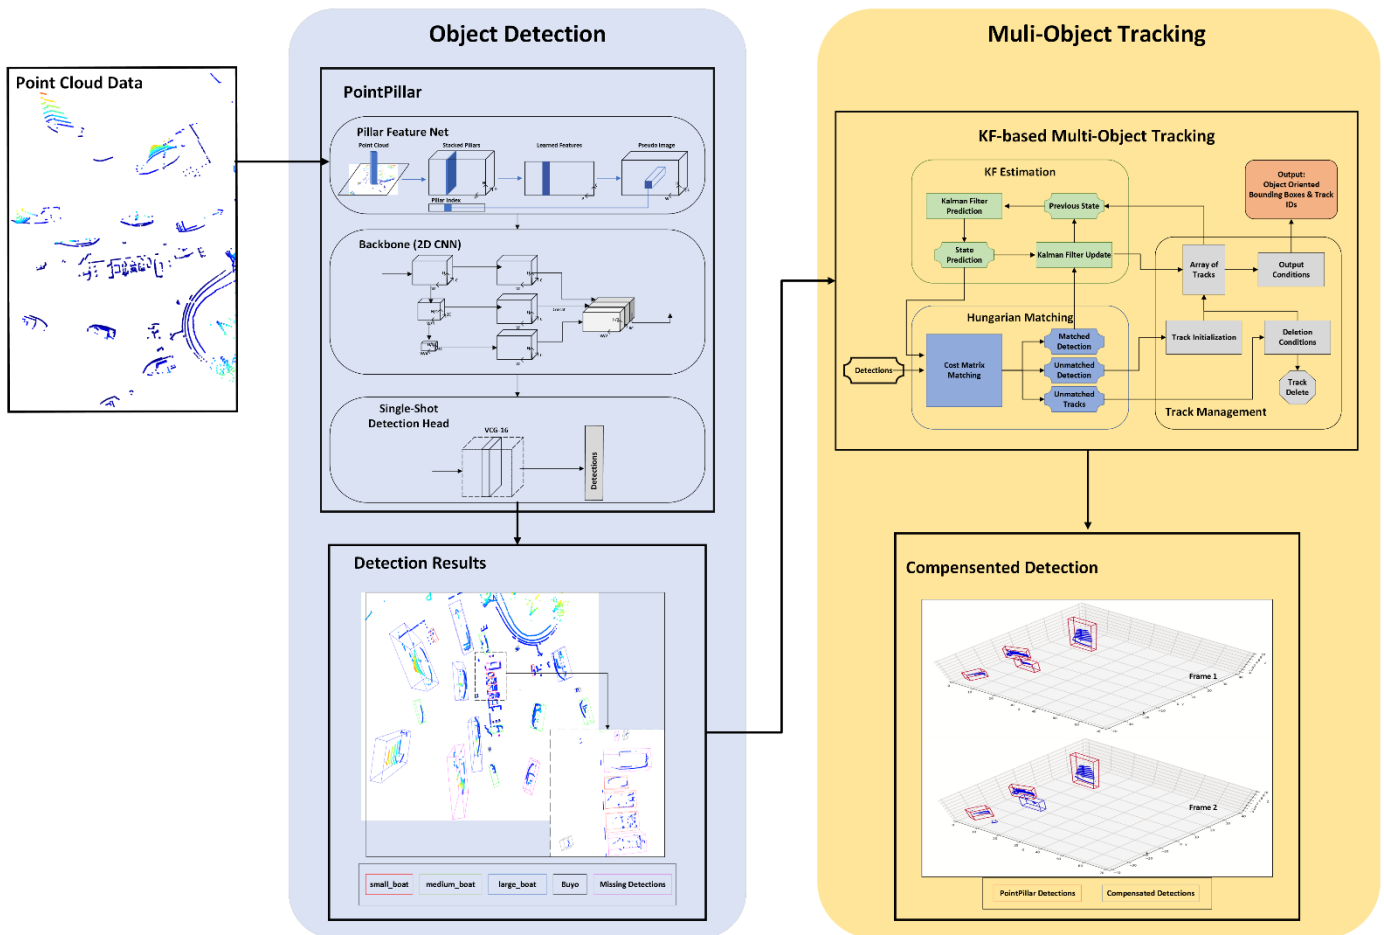 Object Detection
Muli-Object Tracking
Point Cloud Data
PointPillar
Pillar Feature Net
Point Cloud
Stacked Pillars
Learned Features
Pseudo Image
Pillar Index
Backbone (2D CNN)
Single-Shot
Detection Head
VCG-16
Detections
Detection Results
small_boat
medium_boat
large_boat
Buyo
Missing Detections
KF-based Multi-Object Tracking
KF Estimation
Kalman Filter
Prediction
Previous State
State
Prediction
Kalman Filter Update
Output:
Object Oriented
Bounding Boxes & Track
IDs
Array of
Tracks
Output
Conditions
Hungarian Matching
Detections
Cost Matrix
Matching
Matched
Detection
Unmatched
Detection
Unmatched
Tracks
Track Initialization
Deletion
Conditions
Track
Delete
Track Management
Compensented Detection
Frame 1
Frame 2
PointPillar Detections
Compensated Detections